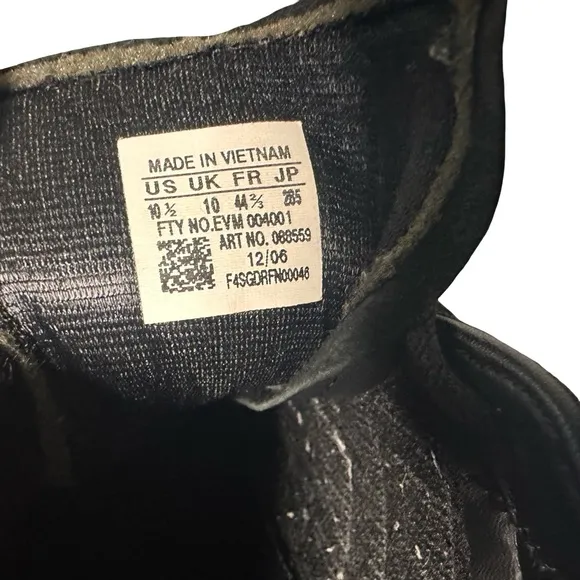 MADE IN VIETNAM
US UK FR JP
10 ½ 10 44 ⅔ 285
FTY NO.EVM 004001
ART NO. 088559
12/06
F4SGDRFN00046